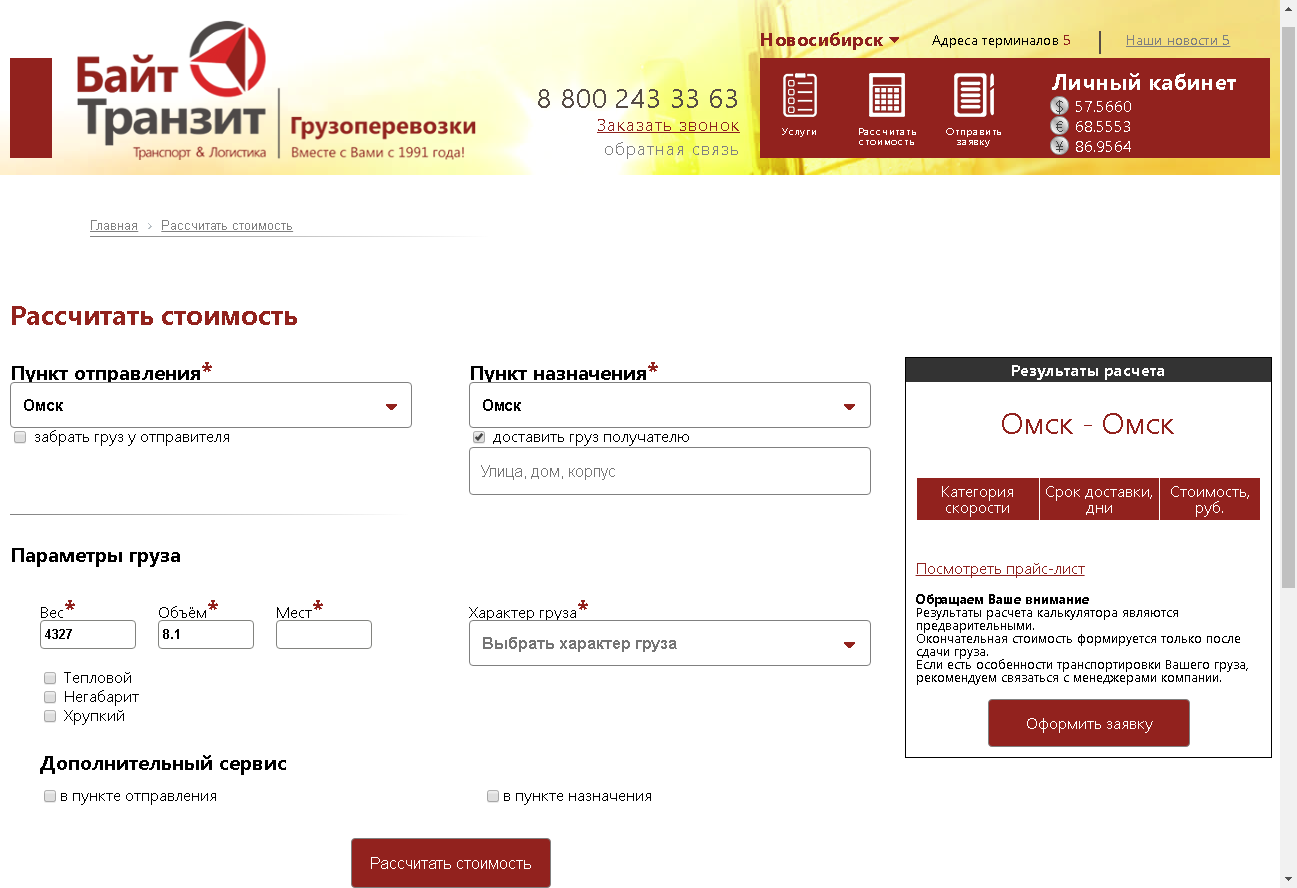 Новосибирск
Адреса терминалов 5
Наши новости 5
Байт
Транзит
Транспорт & Логистика
Грузоперевозки
Вместе с Вами с 1991 года!
8 800 243 33 63
Заказать звонок
обратная связь
Услуги
Рассчитать
стоимость
Отправить
заявку
Личный кабинет
$ 57.5660
€ 68.5553
¥ 86.9564
Главная › Рассчитать стоимость
Рассчитать стоимость
Пункт отправления*
Омск
забрать груз у отправителя
Пункт назначения*
Омск
доставить груз получателю
Улица, дом, корпус
Параметры груза
Вес*
4327
Объём*
8.1
Мест*
Характер груза*
Выбрать характер груза
Тепловой
Негабарит
Хрупкий
Дополнительный сервис
в пункте отправления
в пункте назначения
Рассчитать стоимость
Результаты расчета
Омск - Омск
Категория
скорости
Срок доставки,
дни
Стоимость,
руб.
Посмотреть прайс-лист
Обращаем Ваше внимание
Результаты расчета калькулятора являются
предварительными.
Окончательная стоимость формируется только после
сдачи груза.
Если есть особенности транспортировки Вашего груза,
рекомендуем связаться с менеджерами компании.
Оформить заявку